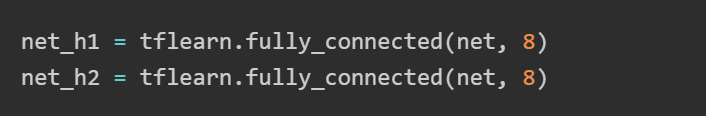 net_h1 = tflearn.fully_connected(net, 8)
net_h2 = tflearn.fully_connected(net, 8)